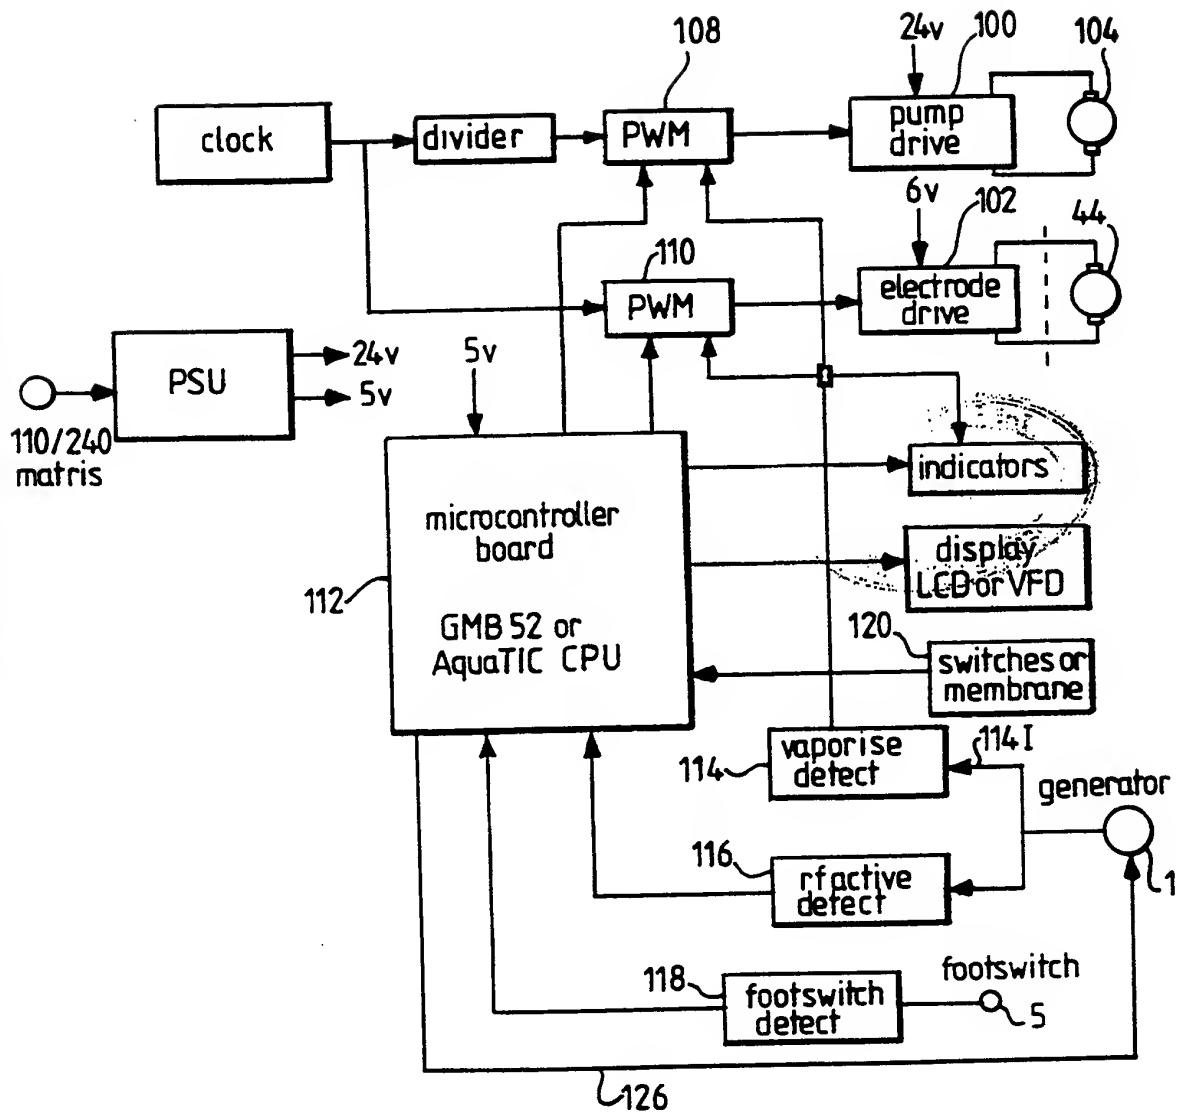 108
24v
100
104
clock
divider
PWM
pump
drive
6v
102
44
110
PWM
electrode
drive
PSU
24v
5v
5v
110/240
matris
indicators
microcontroller
board
display
LCD or VFD
112
GMB 52 or
AquaTIC CPU
120
switches or
membrane
114
vaporise
detect
114I
generator
1
116
rf active
detect
118
footswitch
detect
footswitch
5
126